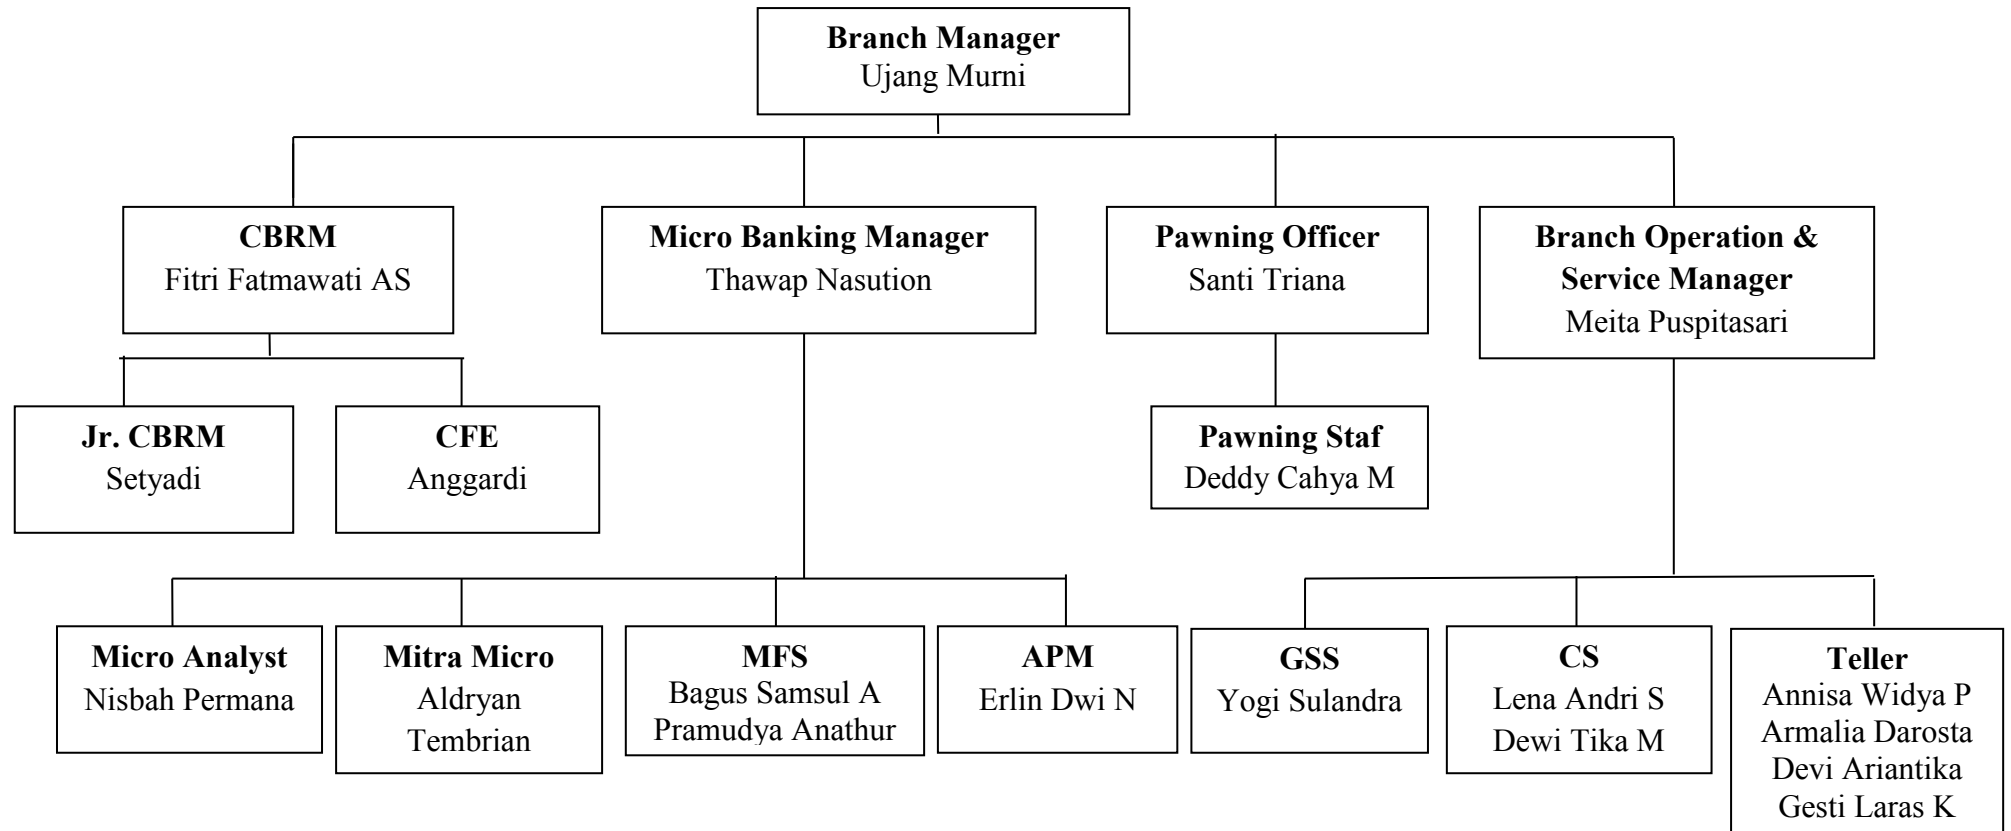 Branch Manager
Ujang Murni
CBRM
Fitri Fatmawati AS
Micro Banking Manager
Thawap Nasution
Pawning Officer
Santi Triana
Branch Operation &
Service Manager
Meita Puspitasari
Jr. CBRM
Setyadi
CFE
Anggardi
Pawning Staf
Deddy Cahya M
Micro Analyst
Nisbah Permana
Mitra Micro
Aldryan
Tembrian
MFS
Bagus Samsul A
Pramudya Anathur
APM
Erlin Dwi N
GSS
Yogi Sulandra
CS
Lena Andri S
Dewi Tika M
Teller
Annisa Widya P
Armalia Darosta
Devi Ariantika
Gesti Laras K